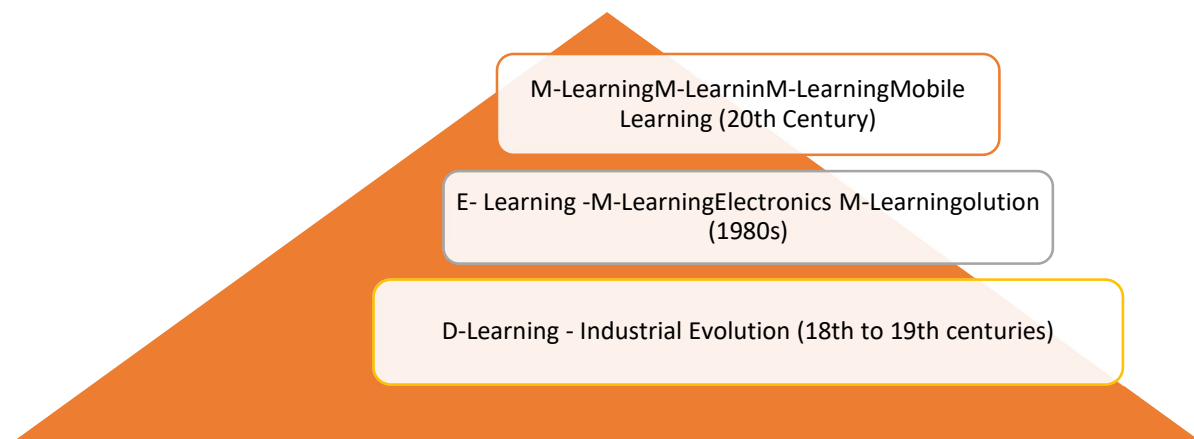 M-LearningM-LearninM-LearningMobile
Learning (20th Century)
E- Learning -M-LearningElectronics M-Learningolution
(1980s)
D-Learning - Industrial Evolution (18th to 19th centuries)